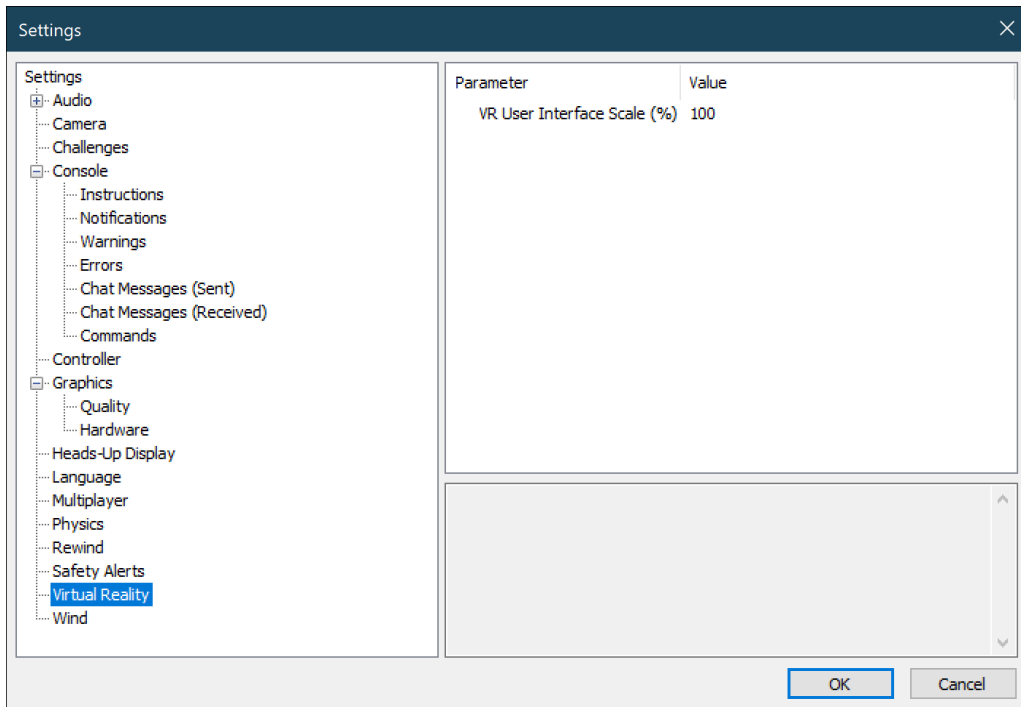 Settings
Settings
Audio
Camera
Challenges
Console
Instructions
Notifications
Warnings
Errors
Chat Messages (Sent)
Chat Messages (Received)
Commands
Controller
Graphics
Quality
Hardware
Heads-Up Display
Language
Multiplayer
Physics
Rewind
Safety Alerts
Virtual Reality
Wind
Parameter Value
VR User Interface Scale (%) 100
OK Cancel